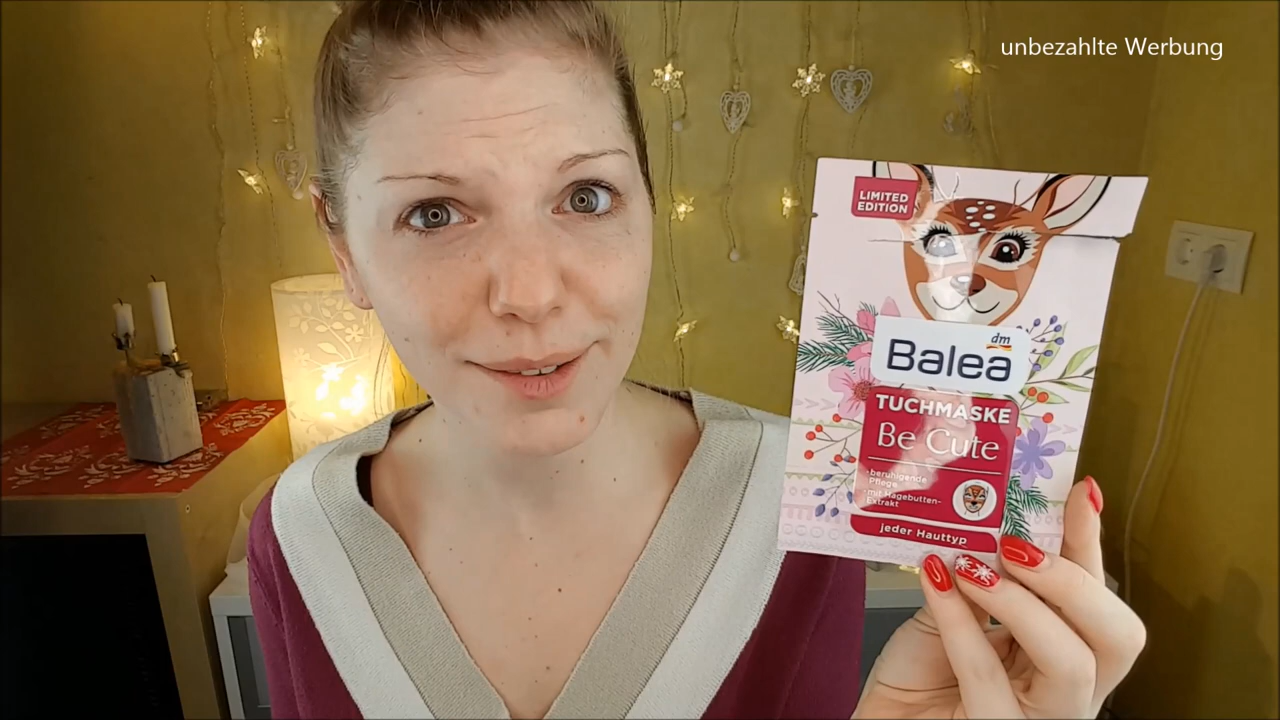 unbezahlte Werbung
LIMITED
EDITION
dm
Balea
TUCHMASKE
Be Cute
-beruhigende
Pflege
-mit Hagebutten-
Extrakt
jeder Hauttyp